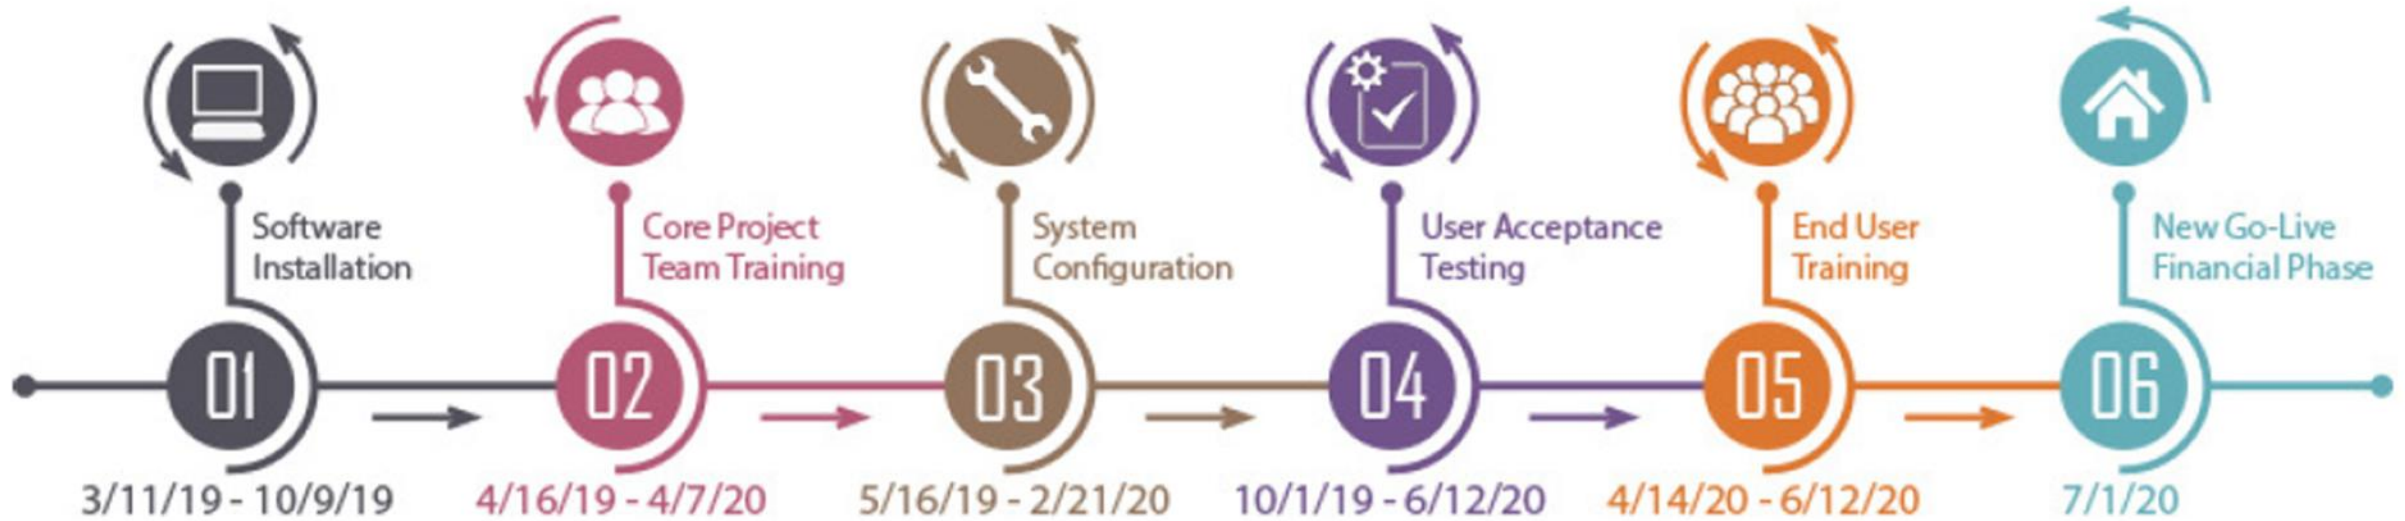 Software
Installation
Core Project
Team Training
System
Configuration
User Acceptance
Testing
End User
Training
New Go-Live
Financial Phase
01
02
03
04
05
06
3/11/19 - 10/9/19
4/16/19 - 4/7/20
5/16/19 - 2/21/20
10/1/19 - 6/12/20
4/14/20 - 6/12/20
7/1/20